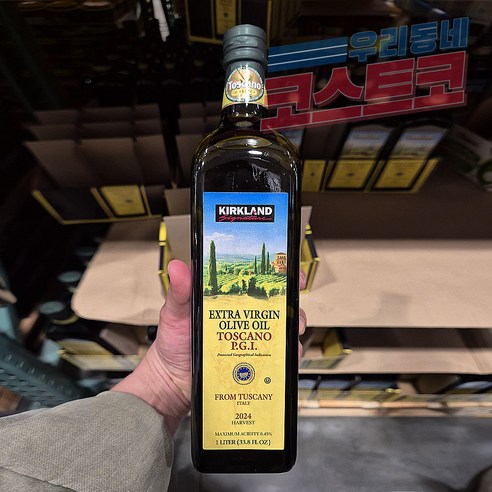 우리동네
코스트코
Toscano
KIRKLAND
Signature
EXTRA VIRGIN
OLIVE OIL
TOSCANO
P.G.I.
Protected Geographical Indication
FROM TUSCANY
ITALY
2024
HARVEST
MAXIMUM ACIDITY 0.45%
1 LITER (33.8 FL OZ)